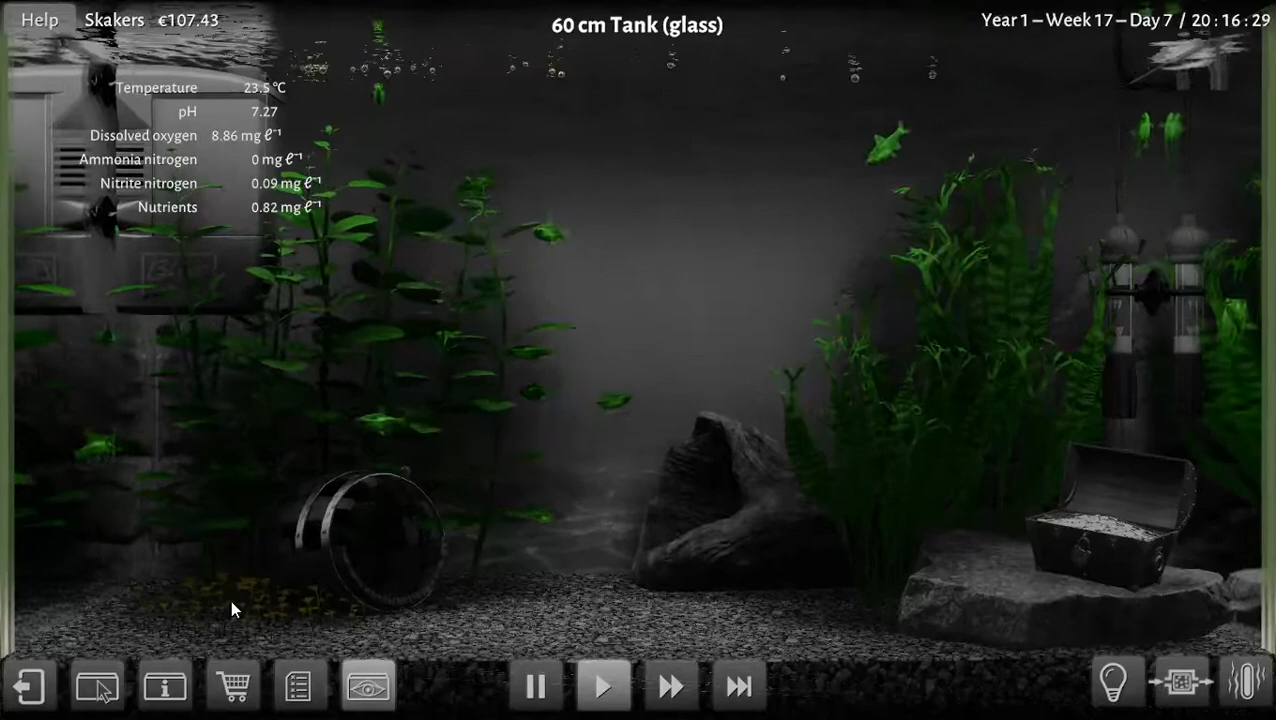 Help Skakers €107.43 60 cm Tank (glass) Year 1 – Week 17 – Day 7 / 20:16:29
Temperature 23.5 °C
pH 7.27
Dissolved oxygen 8.86 mg ℓ⁻¹
Ammonia nitrogen 0 mg ℓ⁻¹
Nitrite nitrogen 0.09 mg ℓ⁻¹
Nutrients 0.82 mg ℓ⁻¹